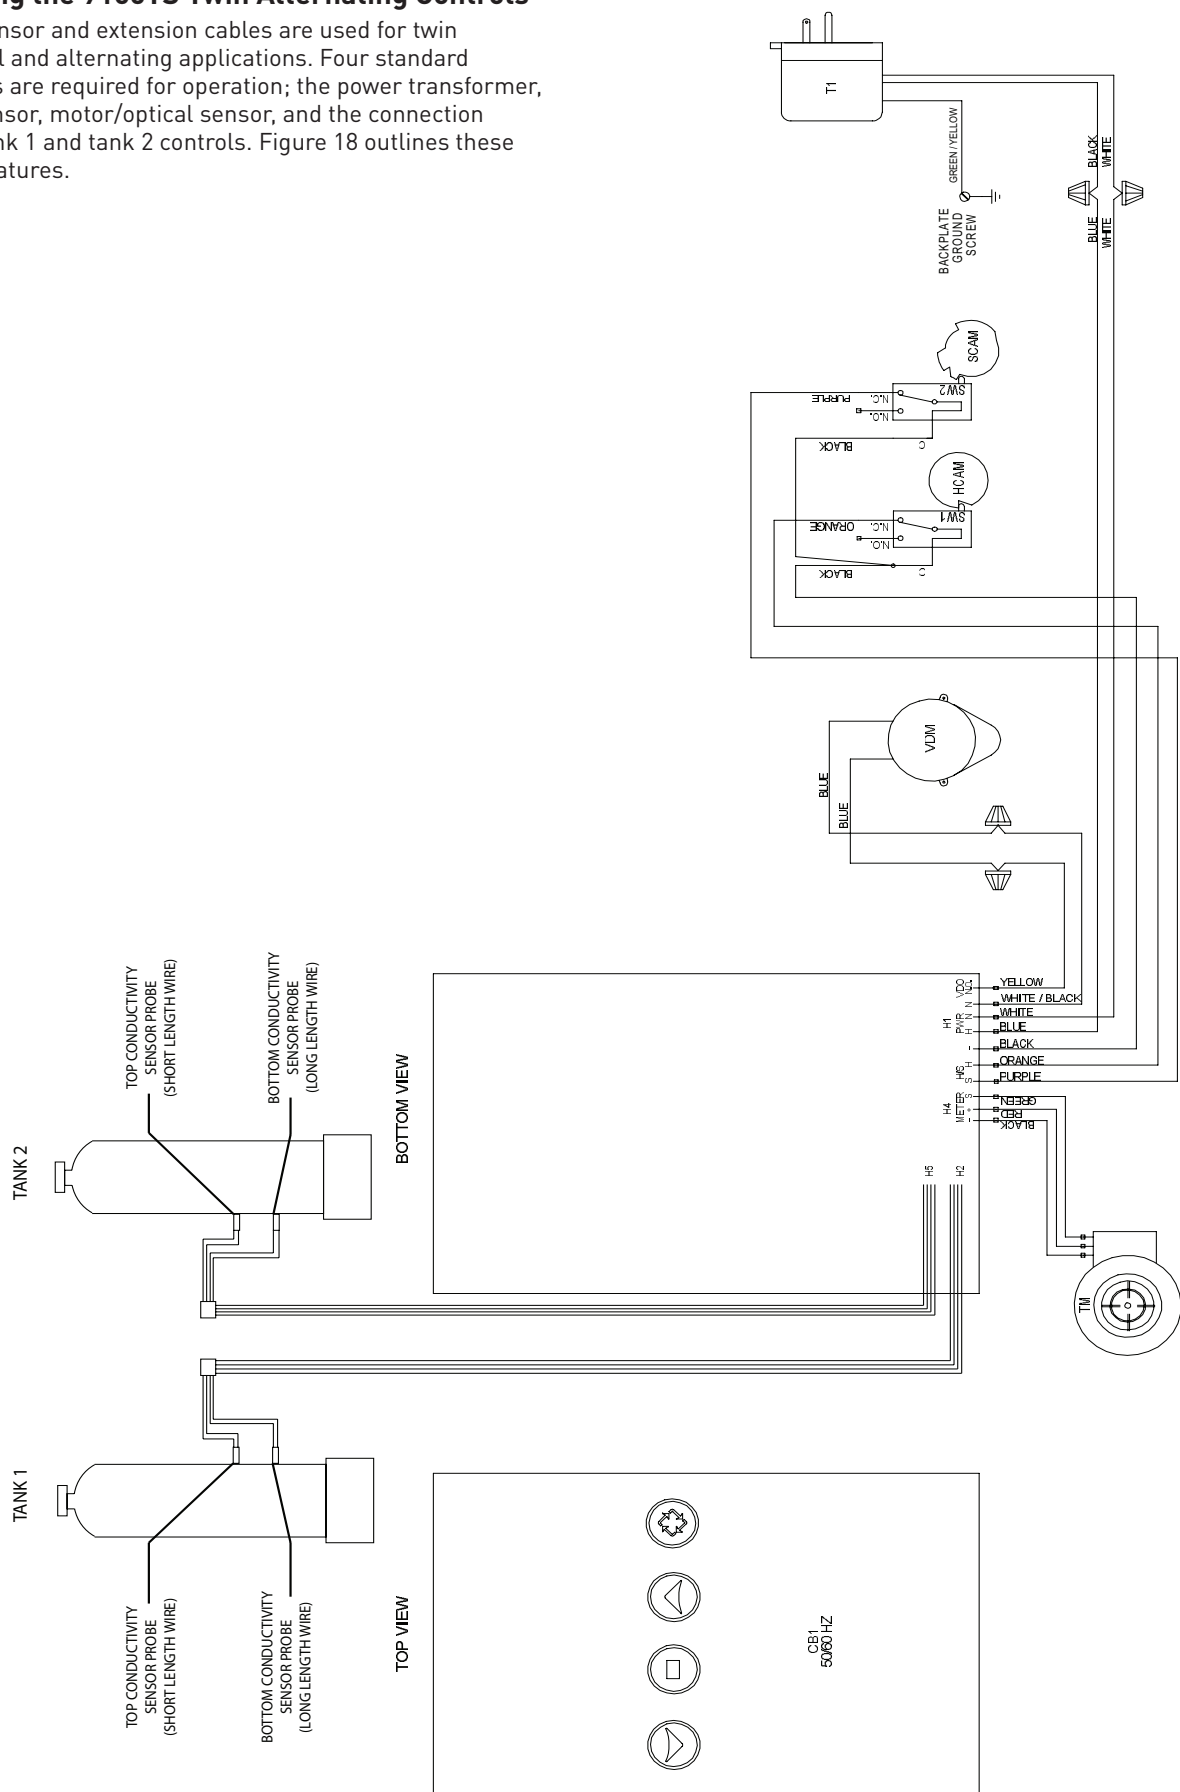 ng the 9100TS Twin Alternating Controls
nsor and extension cables are used for twin
l and alternating applications. Four standard
s are required for operation; the power transformer,
nsor, motor/optical sensor, and the connection
nk 1 and tank 2 controls. Figure 18 outlines these
atures.
T1
GREEN/YELLOW
BACKPLATE
GROUND
SCREW
BLACK
WHITE
BLUE
WHITE
SCAM
SW2
PURPLE
N.C.
N.O.
BLACK
C
HCAM
SW1
ORANGE
N.C.
N.O.
BLACK
C
VDM
BLUE
BLUE
YELLOW
WHITE / BLACK
WHITE
BLUE
BLACK
ORANGE
PURPLE
GREEN
RED
BLACK
VDO
N.O.
N
H1
PWR
N
H
-
H/S
H
S
H4
METER
S
+
-
H5
H2
TM
TANK 2
TOP CONDUCTIVITY
SENSOR PROBE
(SHORT LENGTH WIRE)
BOTTOM CONDUCTIVITY
SENSOR PROBE
(LONG LENGTH WIRE)
BOTTOM VIEW
TANK 1
TOP CONDUCTIVITY
SENSOR PROBE
(SHORT LENGTH WIRE)
BOTTOM CONDUCTIVITY
SENSOR PROBE
(LONG LENGTH WIRE)
TOP VIEW
CB1
50/60 HZ